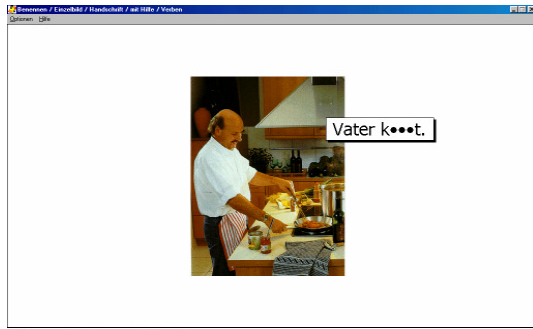 Benennen / Einzelbild / Handschrift / mit Hilfe / Verben
Optionen Hilfe
Vater k●●●t.